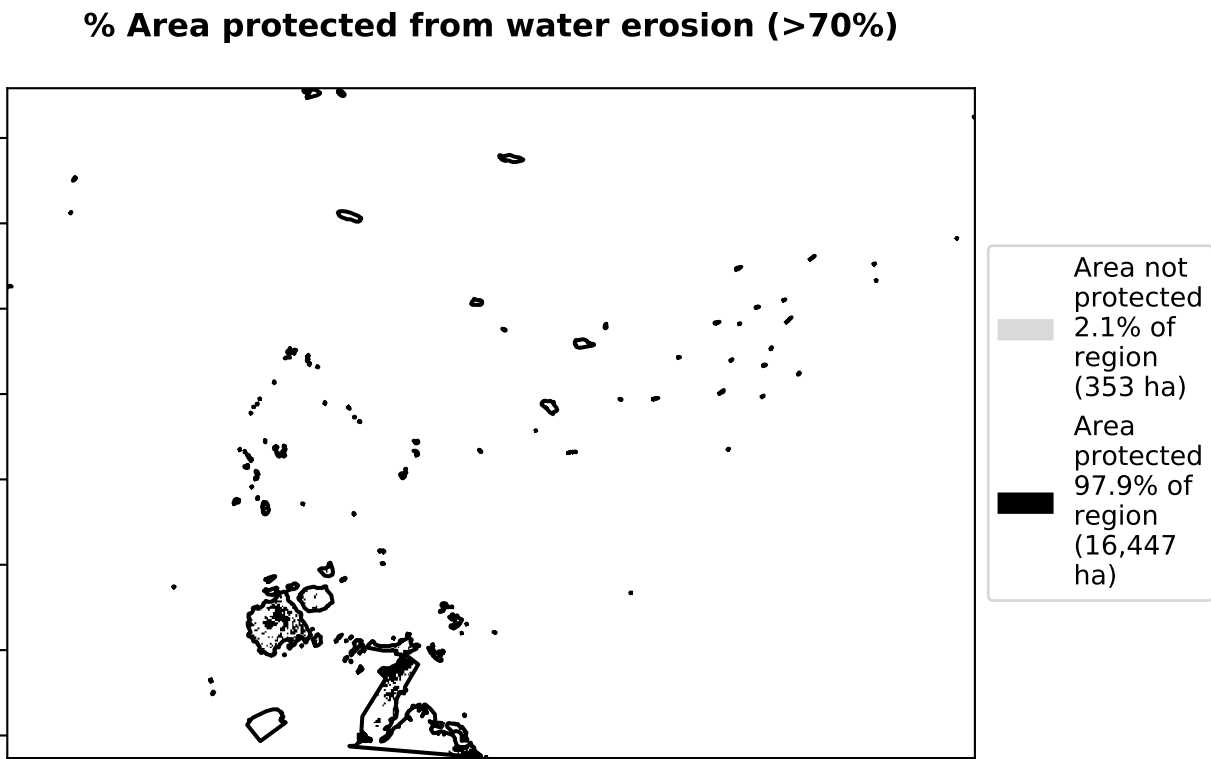 % Area protected from water erosion (>70%)
Area not
protected
2.1% of
region
(353 ha)
Area
protected
97.9% of
region
(16,447
ha)